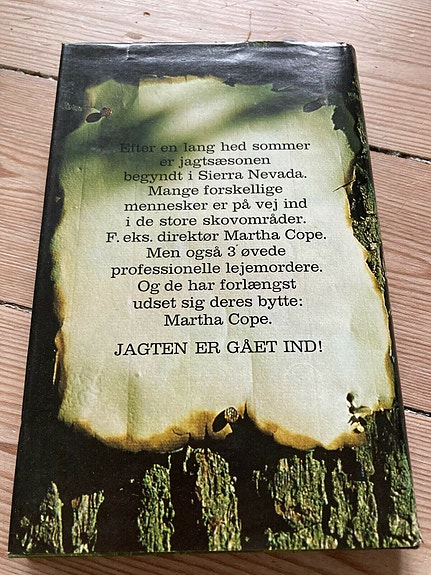 Efter en lang hed sommer
er jagtsæsonen
begyndt i Sierra Nevada.
Mange forskellige
mennesker er på vej ind
i de store skovområder.
F. eks. direktør Martha Cope.
Men også 3 øvede
professionelle lejemordere.
Og de har forlængst
udset sig deres bytte:
Martha Cope.
JAGTEN ER GÅET IND!